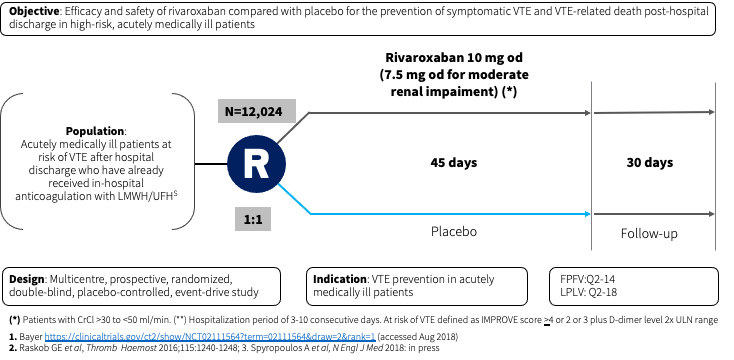 Objective: Efficacy and safety of rivaroxaban compared with placebo for the prevention of symptomatic VTE and VTE-related death post-hospital
discharge in high-risk, acutely medically ill patients
Rivaroxaban 10 mg od
(7.5 mg od for moderate
renal impaiment) (*)
N=12,024
Population:
Acutely medically ill patients at
risk of VTE after hospital
discharge who have already
received in-hospital
anticoagulation with LMWH/UFH$
R
45 days
30 days
1:1
Placebo
Follow-up
Design: Multicentre, prospective, randomized,
double-blind, placebo-controlled, event-drive study
Indication: VTE prevention in acutely
medically ill patients
FPFV:Q2-14
LPLV: Q2-18
(*) Patients with CrCl >30 to <50 ml/min. (**) Hospitalization period of 3-10 consecutive days. At risk of VTE defined as IMPROVE score >4 or 2 or 3 plus D-dimer level 2x ULN range
1. Bayer https://clinicaltrials.gov/ct2/show/NCT02111564?term=02111564&draw=2&rank=1 (accessed Aug 2018)
2. Raskob GE et al, Thromb Haemost 2016;115:1240-1248; 3. Spyropoulos A et al, N Engl J Med 2018: in press